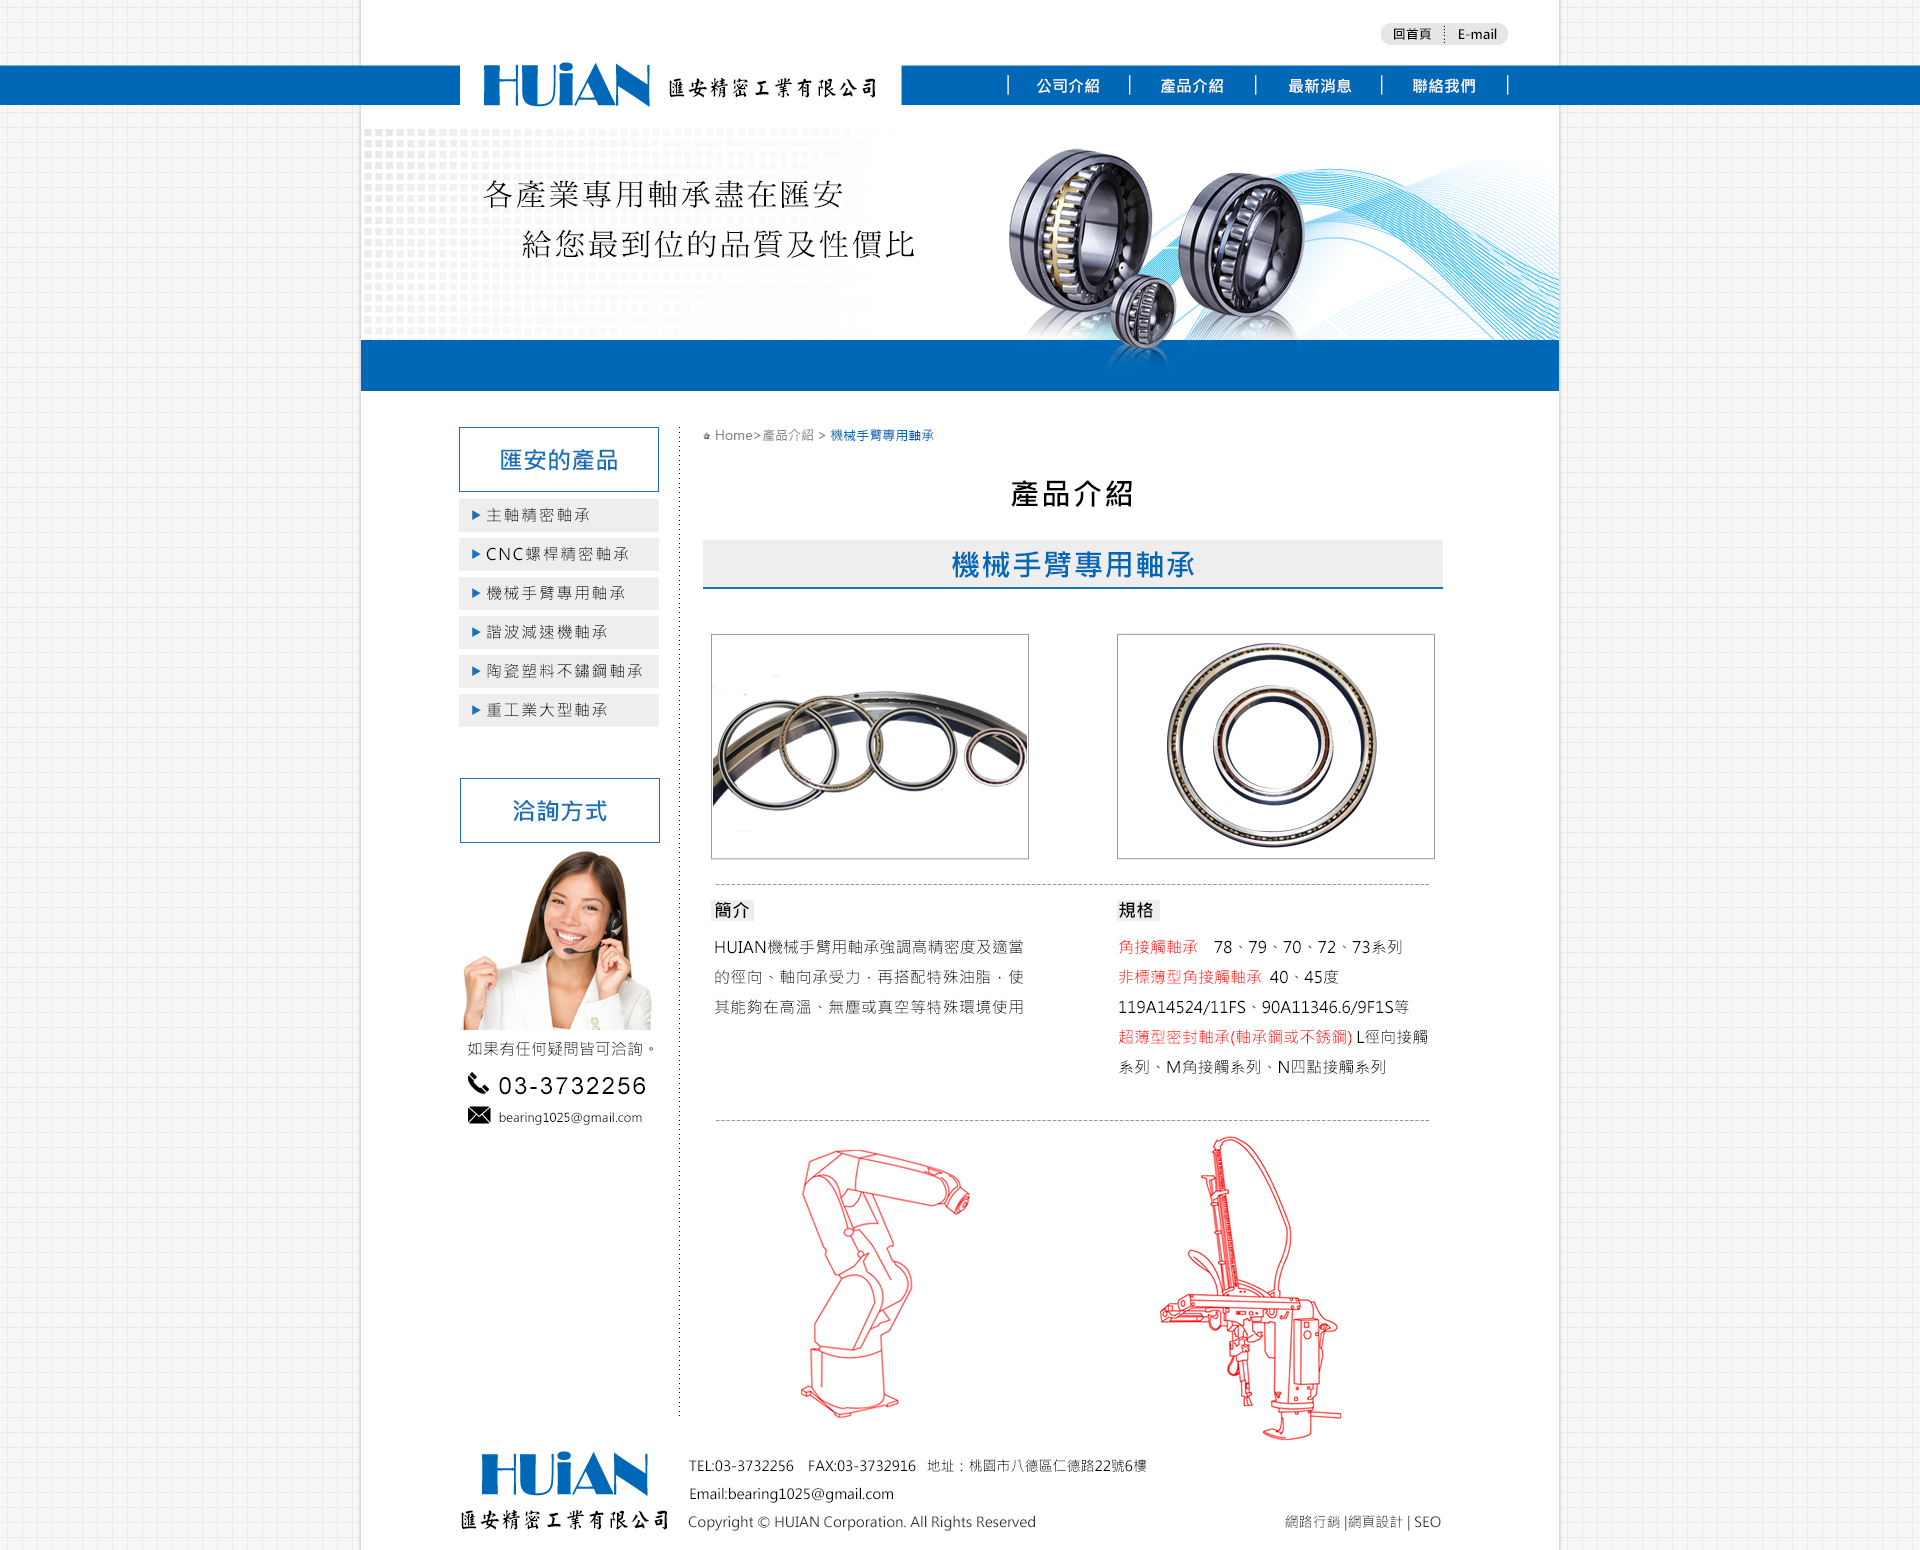 回首頁 E-mail
HUiAN 匯安精密工業有限公司
公司介紹 產品介紹 最新消息 聯絡我們
各產業專用軸承盡在匯安
給您最到位的品質及性價比
匯安的產品
主軸精密軸承
CNC螺桿精密軸承
機械手臂專用軸承
諧波減速機軸承
陶瓷塑料不鏽鋼軸承
重工業大型軸承
洽詢方式
如果有任何疑問皆可洽詢。
03-3732256
bearing1025@gmail.com
Home>產品介紹 > 機械手臂專用軸承
產品介紹
機械手臂專用軸承
簡介
HUIAN機械手臂用軸承強調高精密度及適當
的徑向、軸向承受力，再搭配特殊油脂，使
其能夠在高溫、無塵或真空等特殊環境使用
規格
角接觸軸承 78、79、70、72、73系列
非標薄型角接觸軸承 40、45度
119A14524/11FS、90A11346.6/9F1S等
超薄型密封軸承(軸承鋼或不銹鋼) L徑向接觸
系列、M角接觸系列、N四點接觸系列
HUiAN
匯安精密工業有限公司
TEL:03-3732256 FAX:03-3732916 地址：桃園市八德區仁德路22號6樓
Email:bearing1025@gmail.com
Copyright © HUIAN Corporation. All Rights Reserved
網路行銷 |網頁設計 | SEO